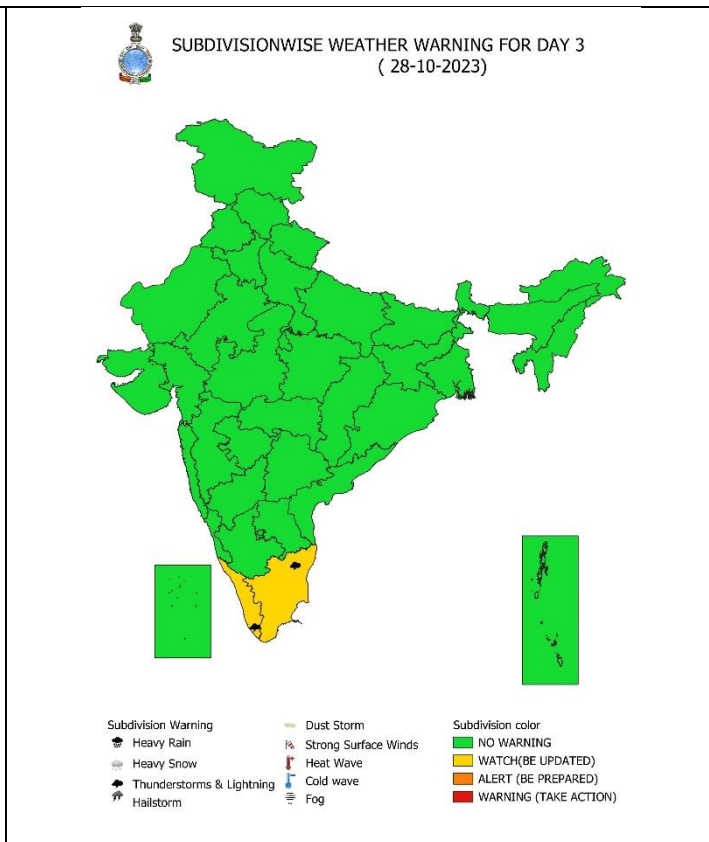 SUBDIVISIONWISE WEATHER WARNING FOR DAY 3
( 28-10-2023)
Subdivision Warning
Heavy Rain
Heavy Snow
Thunderstorms & Lightning
Hailstorm
Dust Storm
Strong Surface Winds
Heat Wave
Cold wave
Fog
Subdivision color
NO WARNING
WATCH(BE UPDATED)
ALERT (BE PREPARED)
WARNING (TAKE ACTION)